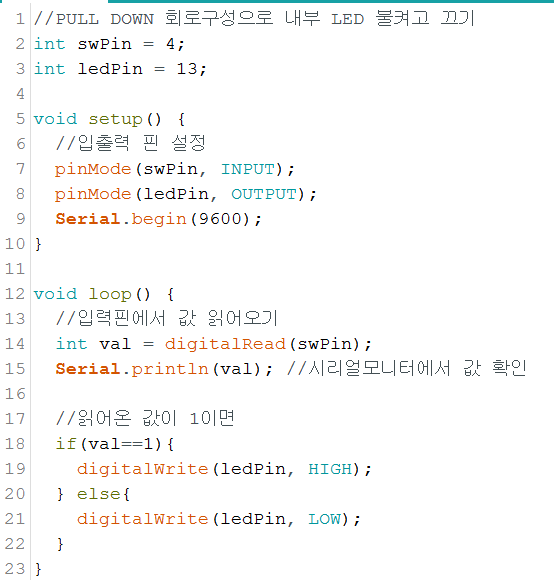 1 //PULL DOWN 회로구성으로 내부 LED 불켜고 끄기
2 int swPin = 4;
3 int ledPin = 13;
4
5 void setup() {
6   //입출력 핀 설정
7   pinMode(swPin, INPUT);
8   pinMode(ledPin, OUTPUT);
9   Serial.begin(9600);
10 }
11
12 void loop() {
13   //입력핀에서 값 읽어오기
14   int val = digitalRead(swPin);
15   Serial.println(val); //시리얼모니터에서 값 확인
16
17   //읽어온 값이 1이면
18   if(val==1){
19     digitalWrite(ledPin, HIGH);
20   } else{
21     digitalWrite(ledPin, LOW);
22   }
23 }